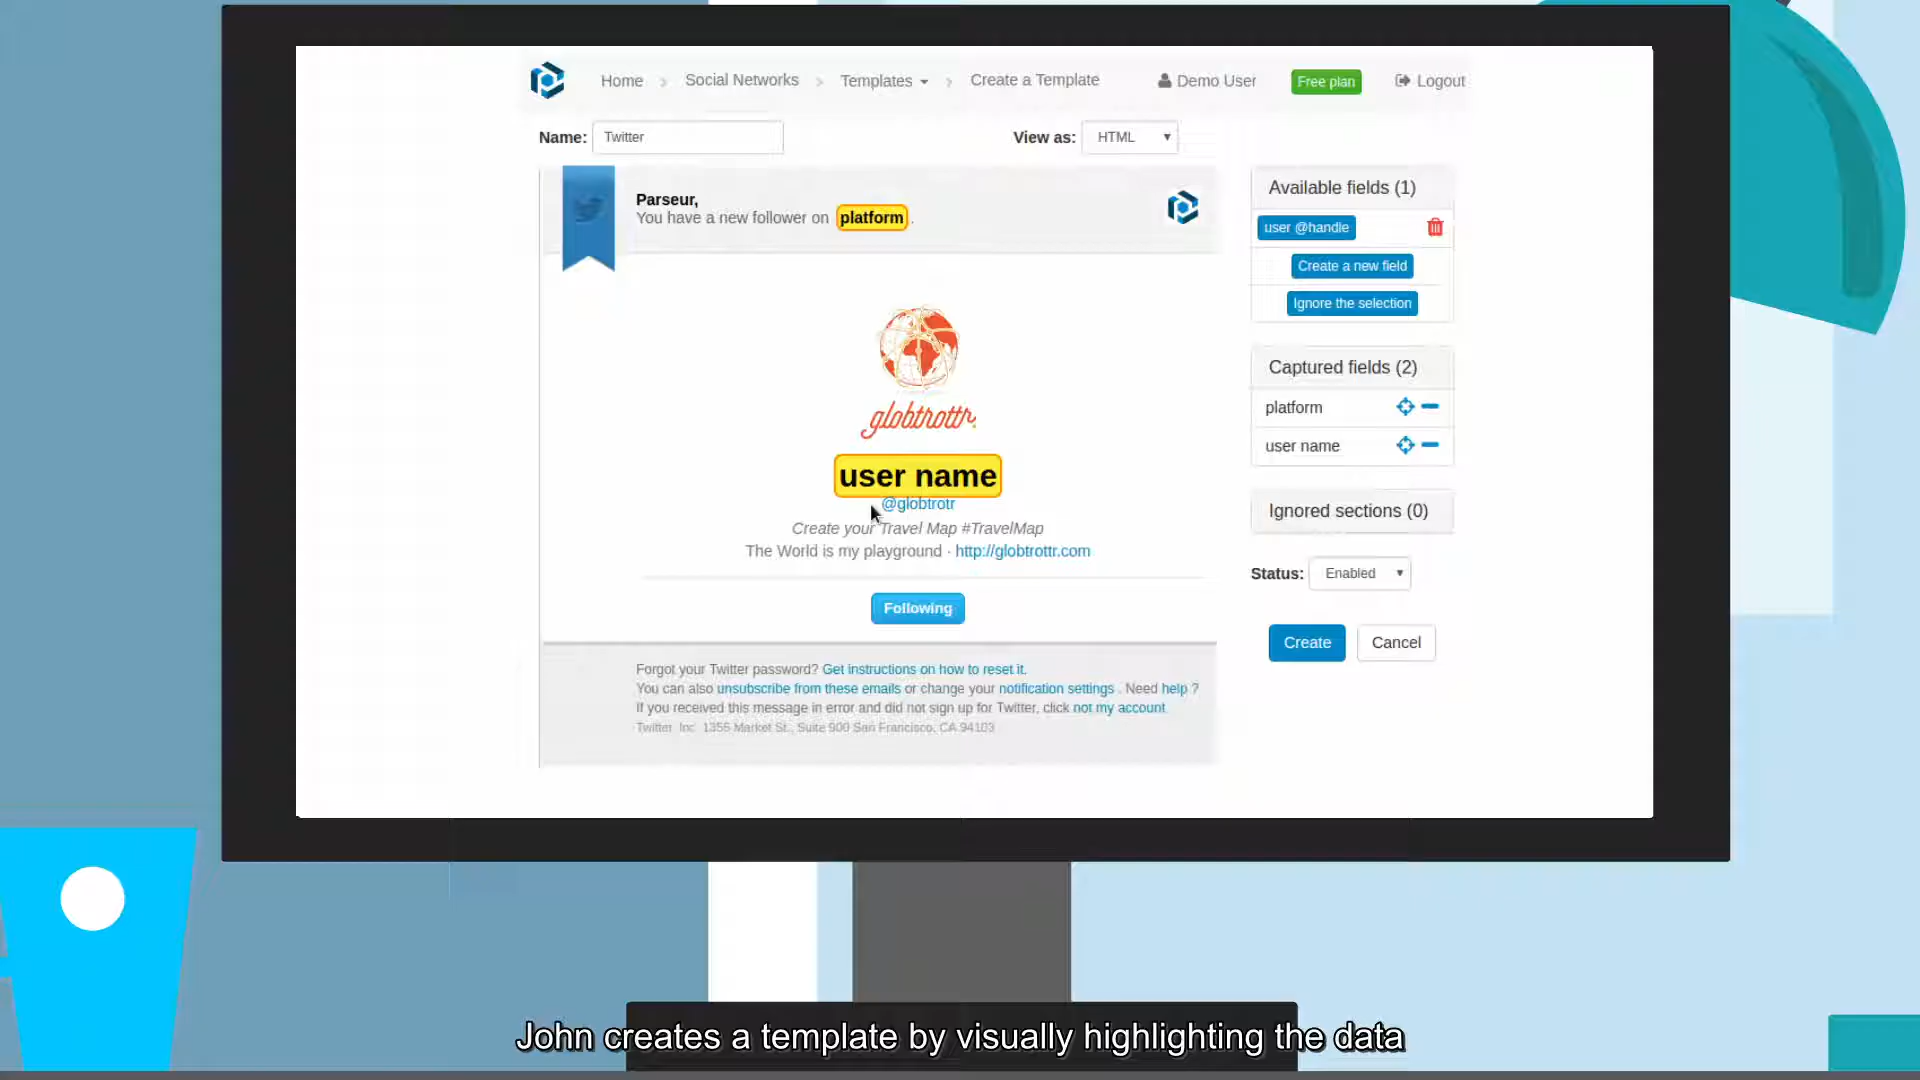 Home > Social Networks > Templates > Create a Template Demo User Free plan Logout
Name: Twitter View as: HTML
Parseur,
You have a new follower on platform .
globtrottr.
user name
@globtrotr
Create your Travel Map #TravelMap
The World is my playground · http://globtrottr.com
Following
Forgot your Twitter password? Get instructions on how to reset it.
You can also unsubscribe from these emails or change your notification settings . Need help ?
If you received this message in error and did not sign up for Twitter, click not my account
Twitter, Inc. 1355 Market St., Suite 900 San Francisco, CA 94103
Available fields (1)
user @handle
Create a new field
Ignore the selection
Captured fields (2)
platform
user name
Ignored sections (0)
Status: Enabled
Create Cancel
John creates a template by visually highlighting the data